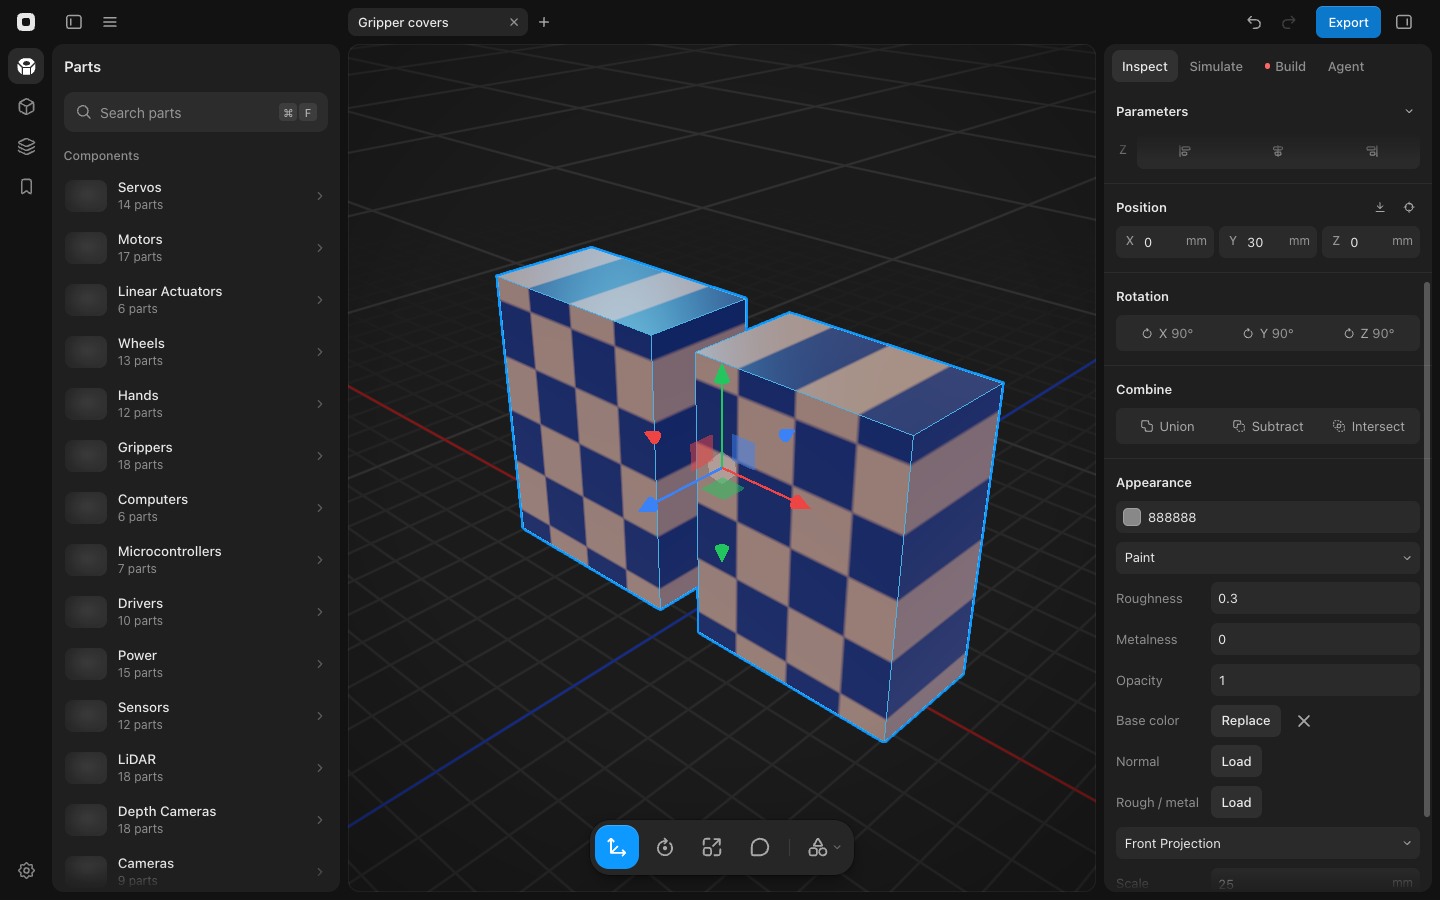 Gripper covers
Export
Parts
Search parts
⌘ F
Components
Servos
14 parts
Motors
17 parts
Linear Actuators
6 parts
Wheels
13 parts
Hands
12 parts
Grippers
18 parts
Computers
6 parts
Microcontrollers
7 parts
Drivers
10 parts
Power
15 parts
Sensors
12 parts
LiDAR
18 parts
Depth Cameras
18 parts
Cameras
9 parts
Inspect Simulate Build Agent
Parameters
Z
Position
X 0 mm Y 30 mm Z 0 mm
Rotation
X 90° Y 90° Z 90°
Combine
Union Subtract Intersect
Appearance
888888
Paint
Roughness 0.3
Metalness 0
Opacity 1
Base color Replace
Normal Load
Rough / metal Load
Front Projection
Scale 25 mm